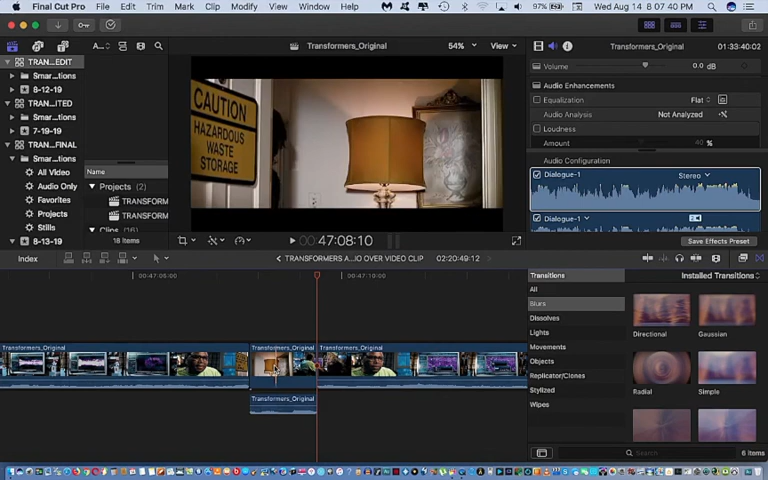 Final Cut Pro File Edit Trim Mark Clip Modify View Window Help 97% Wed Aug 14 8 07 40 PM
A... Transformers_Original 54% View Transformers_Original 01:33:40:02
TRAN...EDIT
Smar...tions
8-12-19
TRAN...ITED
Smar...tions
7-19-19
TRAN...FINAL
Smar...tions
All Video
Audio Only
Favorites
Projects
Stills
8-13-19
Name
Projects (2)
TRANSFORM
TRANSFORM
Clips
18 items
CAUTION
HAZARDOUS
WASTE
STORAGE
47:08:10
Volume 0.0 dB
Audio Enhancements
Equalization Flat
Audio Analysis Not Analyzed
Loudness
Amount 40 %
Audio Configuration
Dialogue-1 Stereo
Dialogue-1
Save Effects Preset
Index TRANSFORMERS A...IO OVER VIDEO CLIP 02:20:49:12
00:47:10:00
Transformers_Original Transformers_Original Transformers_Original
Transformers_Original
Transitions Installed Transitions
All
Blurs
Dissolves
Lights
Movements
Objects
Replicator/Clones
Stylized
Wipes
Directional Gaussian
Radial Simple
Search 6 items